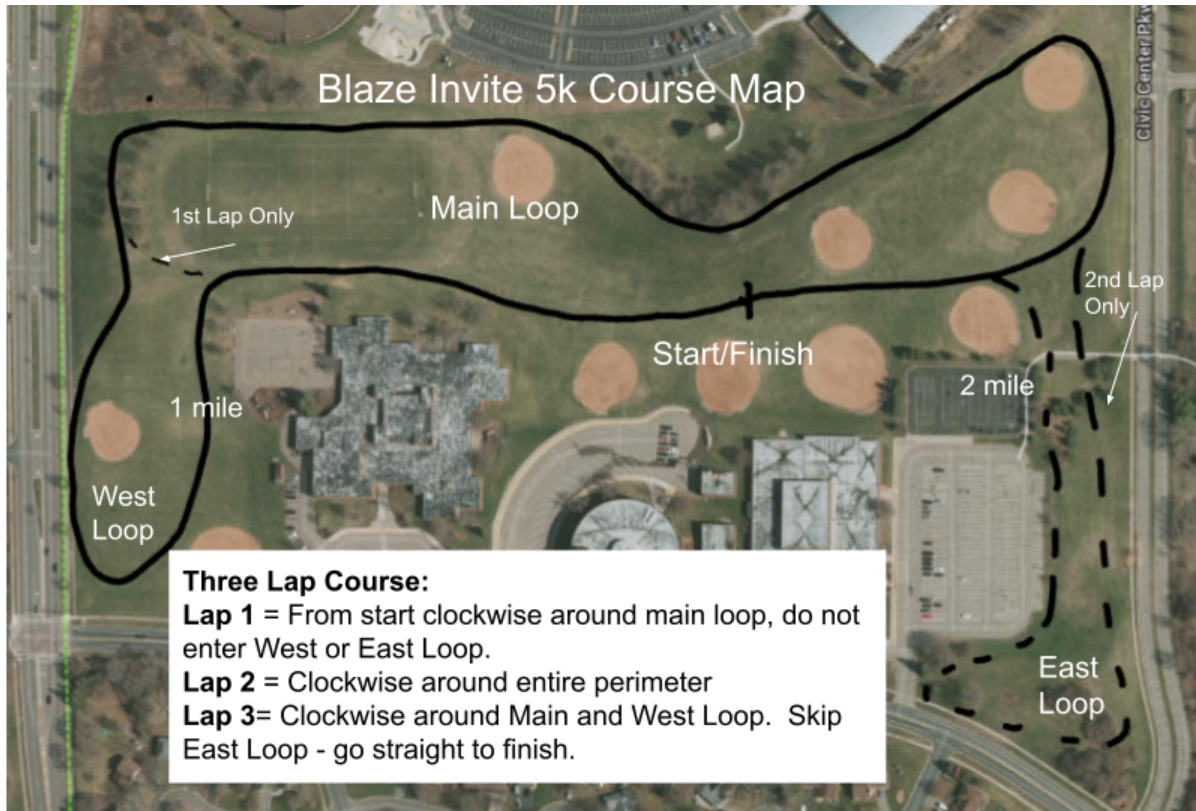 Blaze Invite 5k Course Map
Civic Center Pkwy
Main Loop
1st Lap Only
2nd Lap
Only
Start/Finish
2 mile
1 mile
West
Loop
East
Loop
Three Lap Course:
Lap 1 = From start clockwise around main loop, do not
enter West or East Loop.
Lap 2 = Clockwise around entire perimeter
Lap 3= Clockwise around Main and West Loop.  Skip
East Loop - go straight to finish.